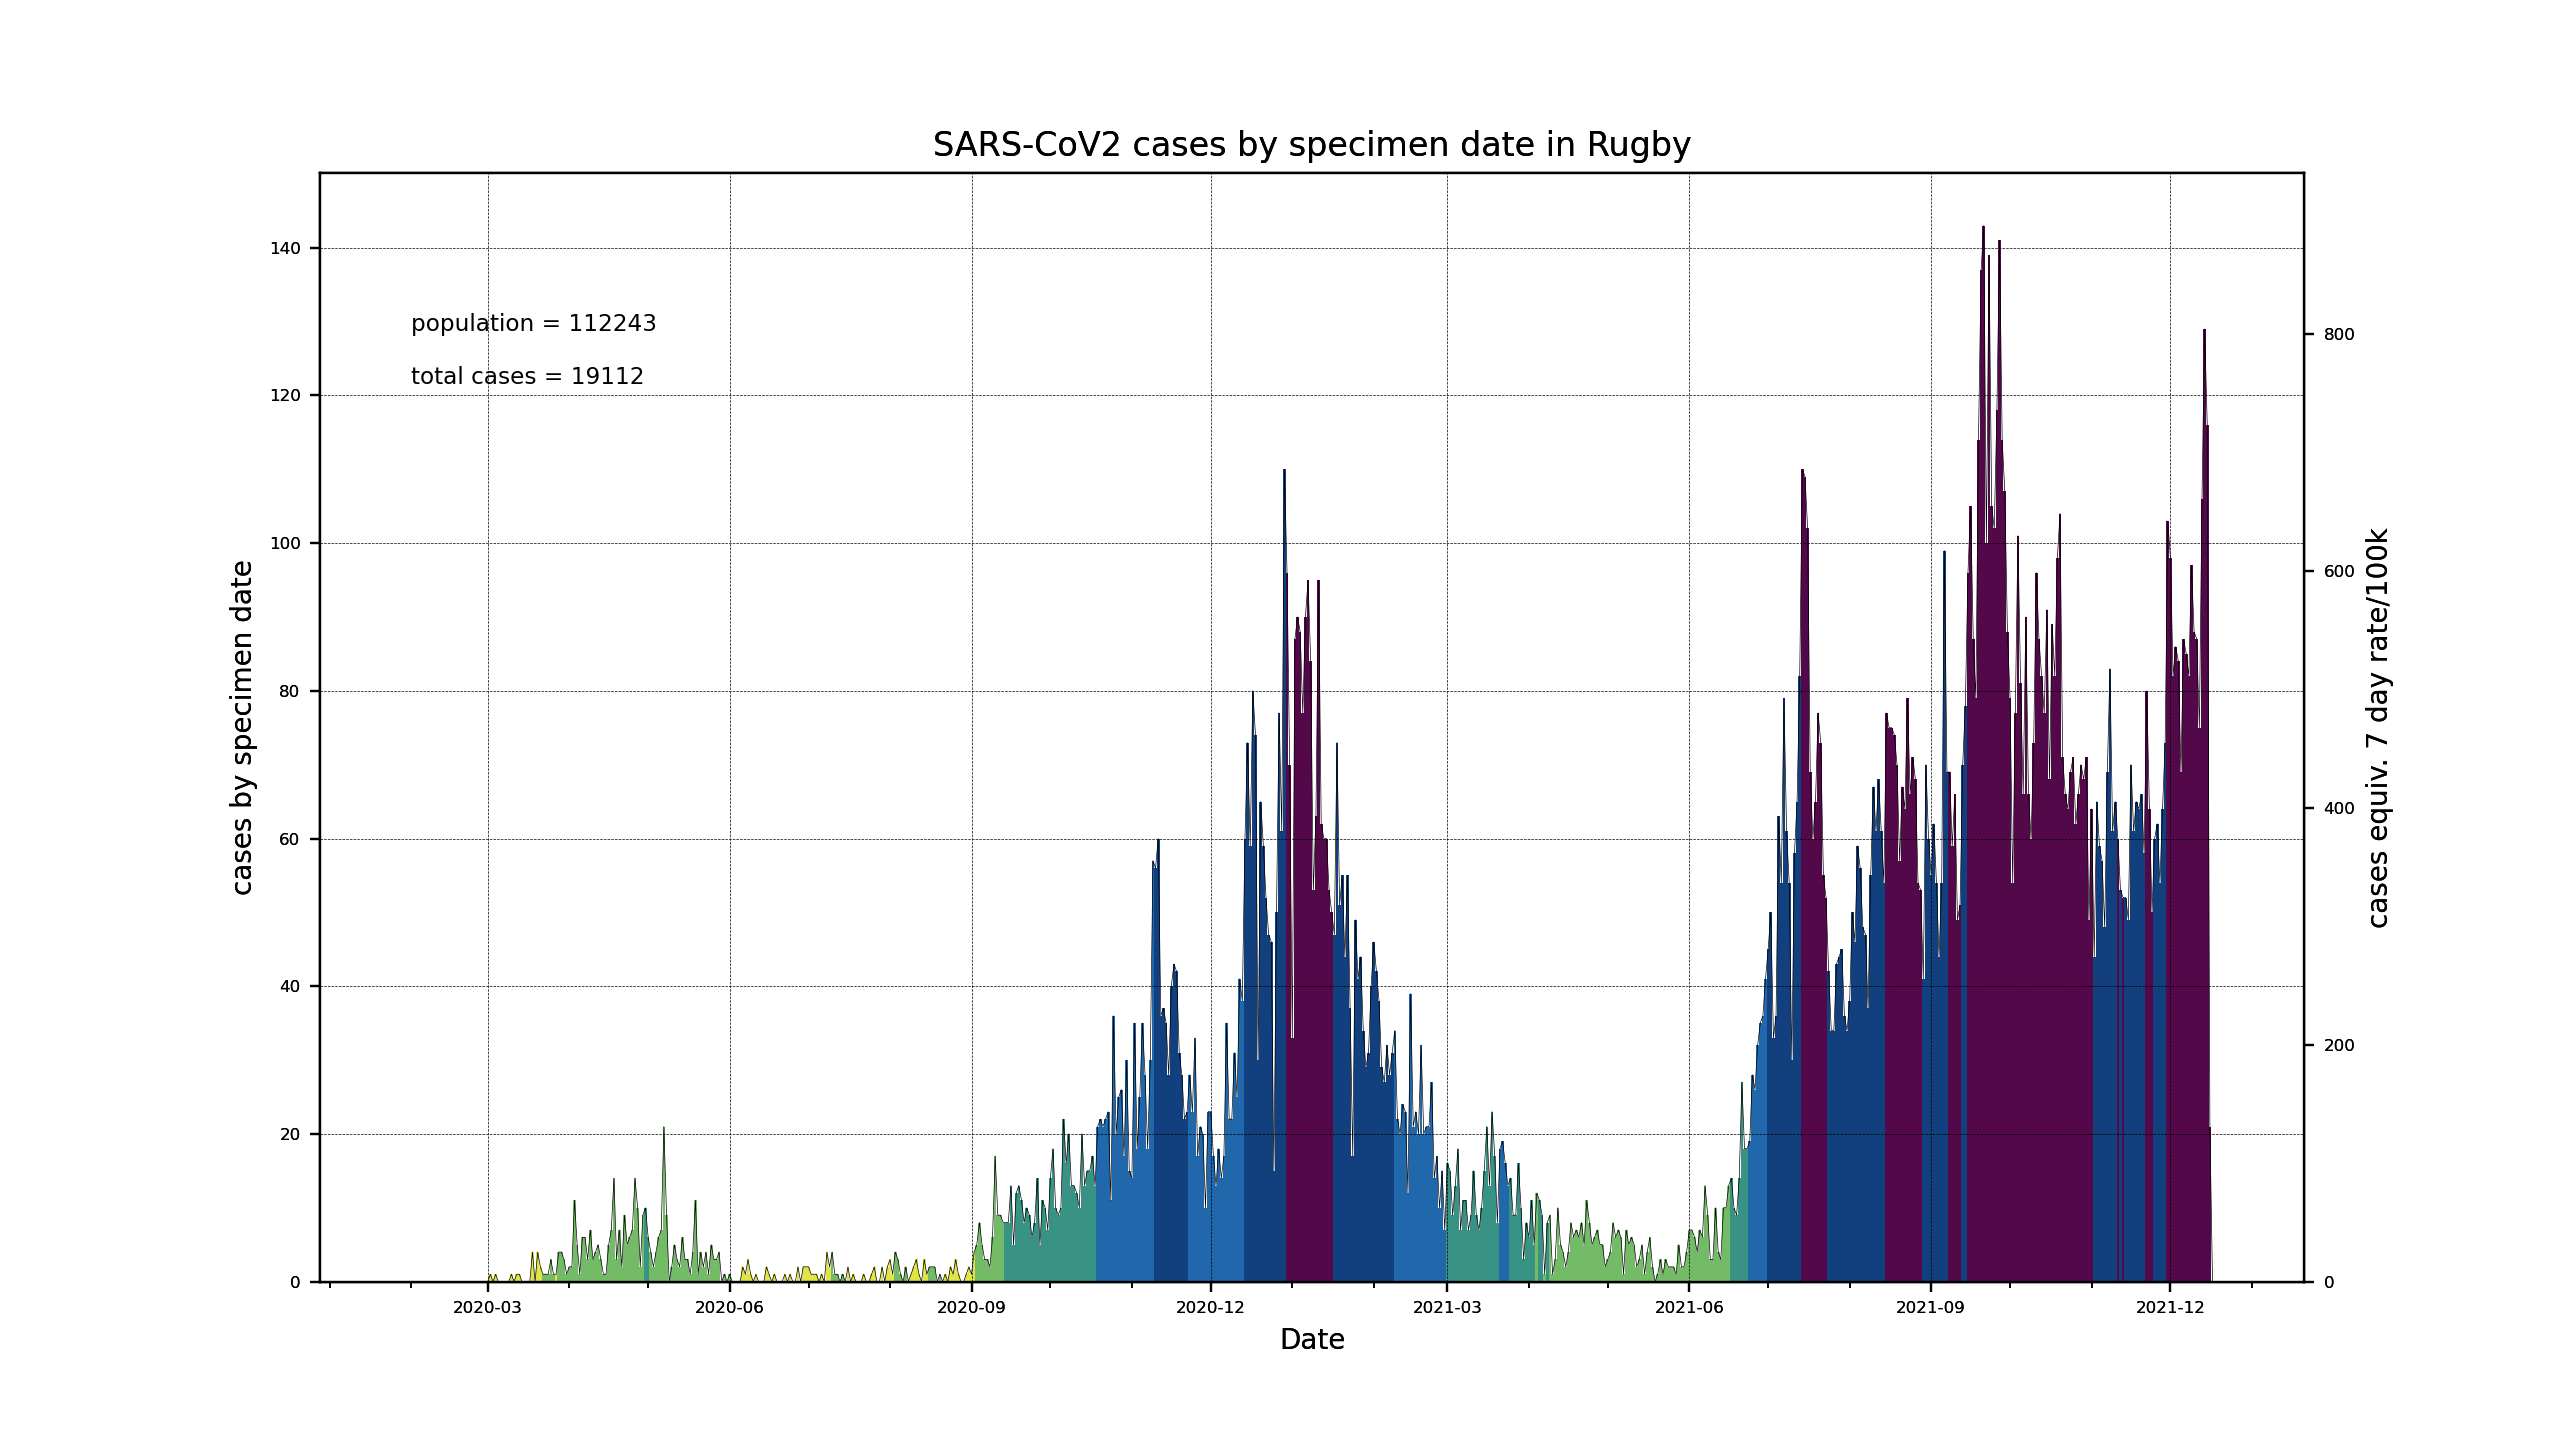 SARS-CoV2 cases by specimen date in Rugby
population = 112243
total cases = 19112
cases by specimen date
140
120
100
80
60
40
20
0
cases equiv. 7 day rate/100k
800
600
400
200
0
2020-03 2020-06 2020-09 2020-12 2021-03 2021-06 2021-09 2021-12
Date